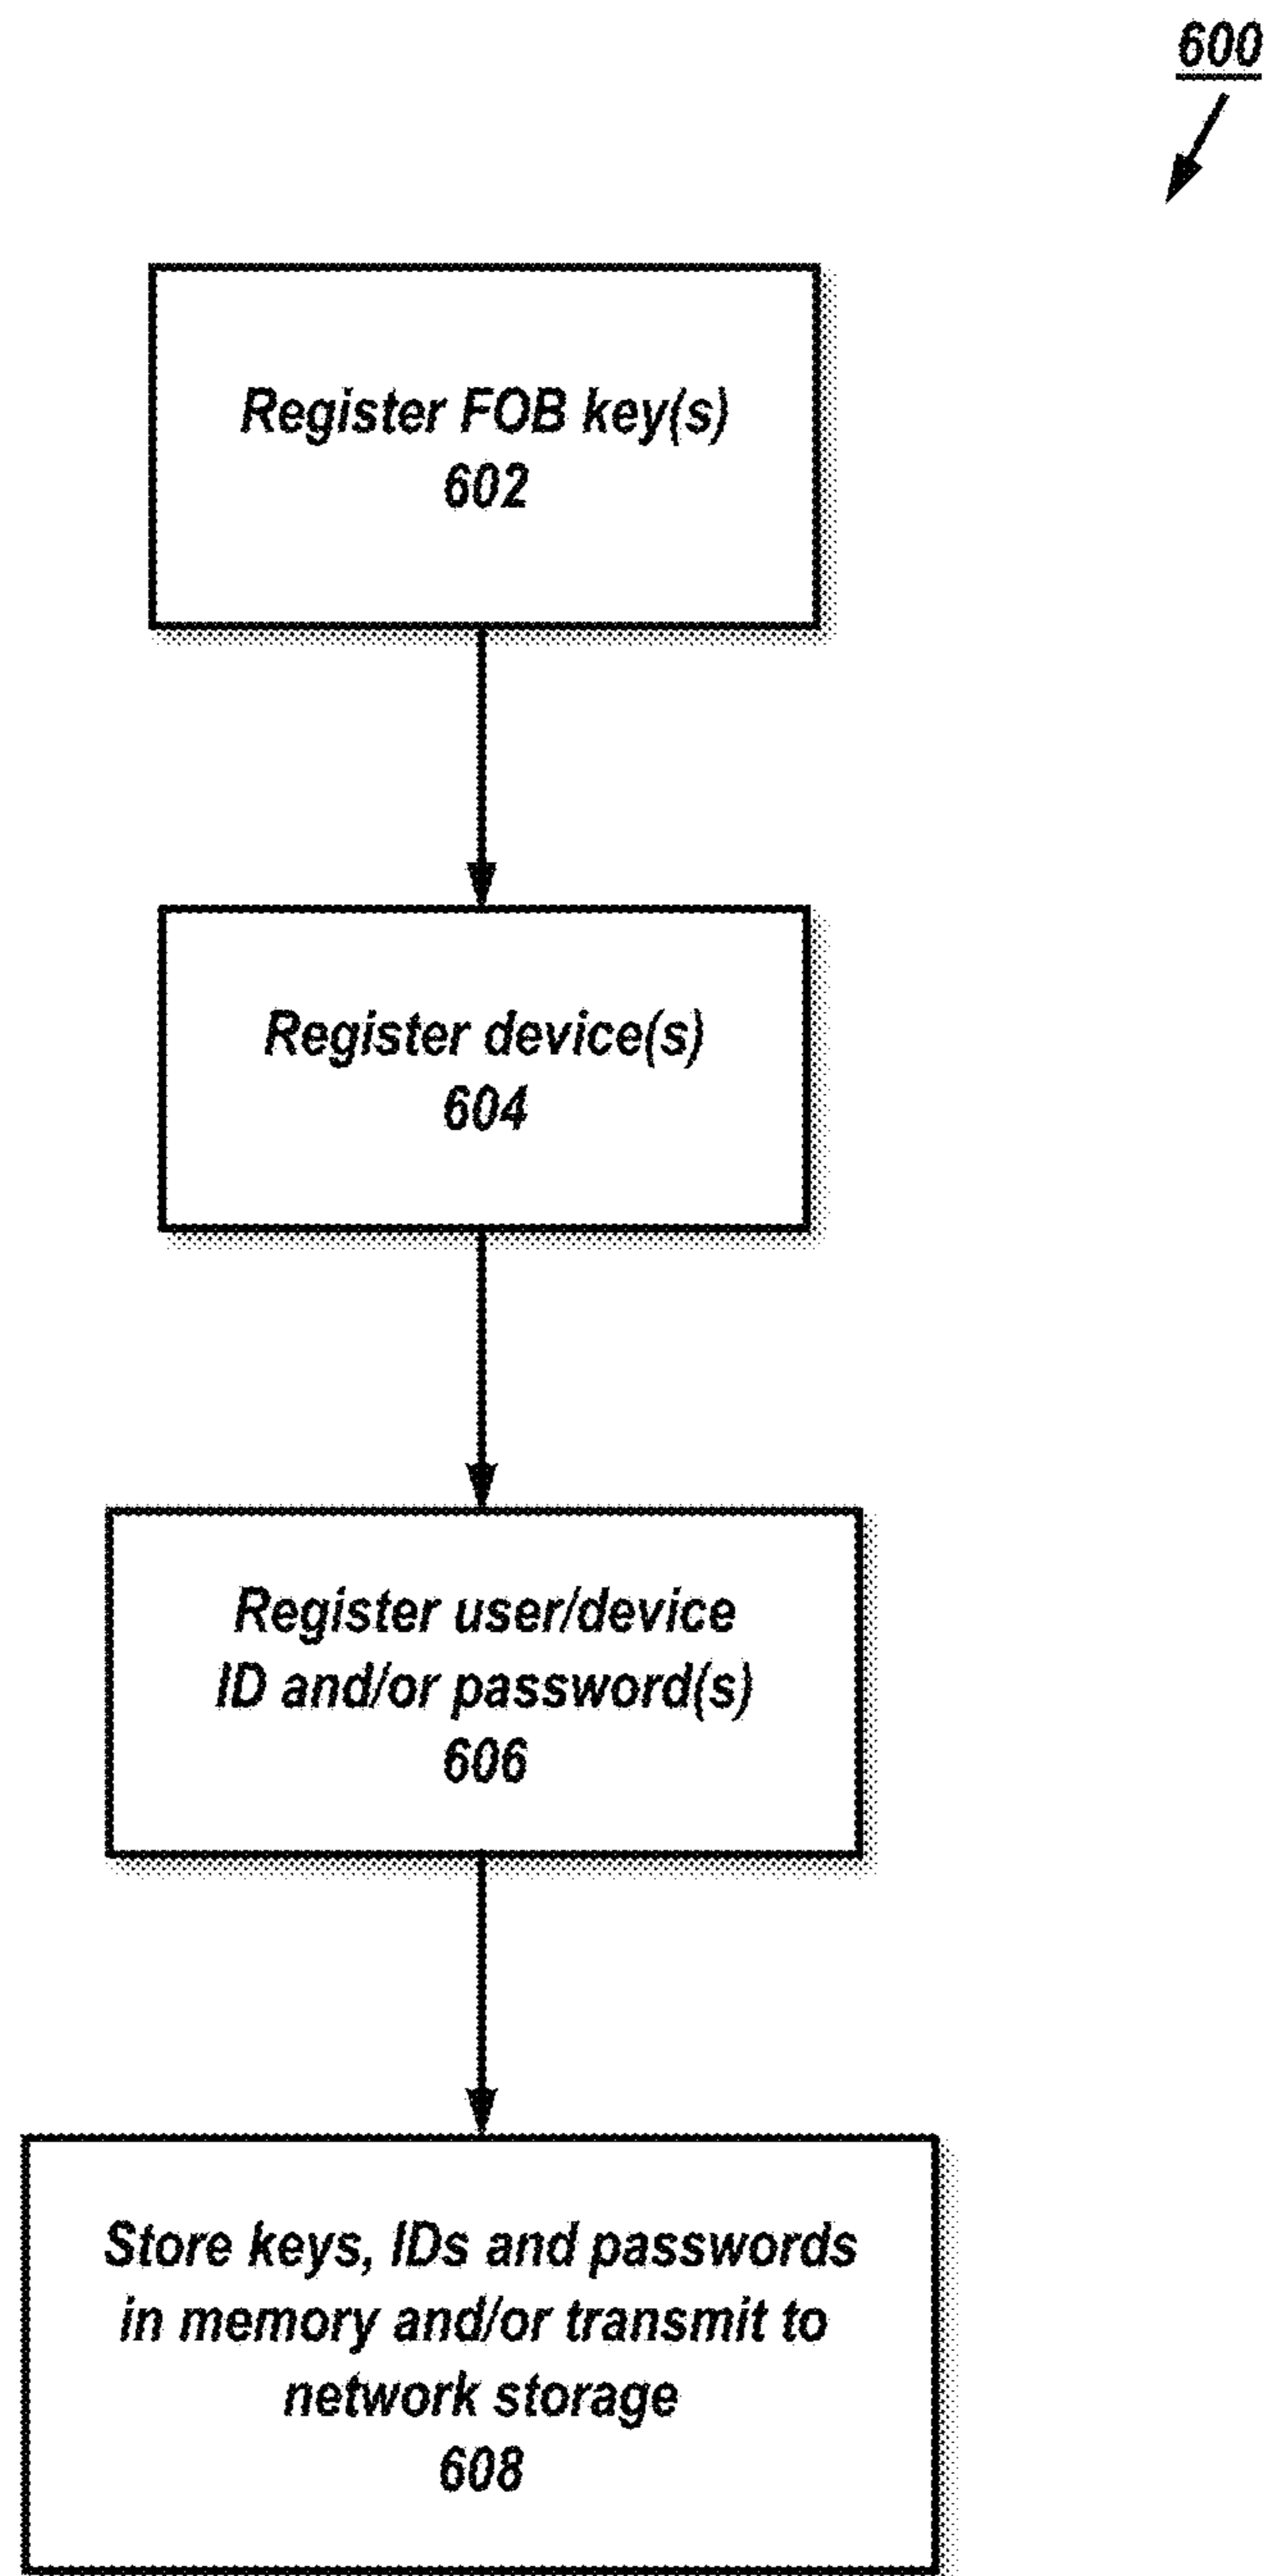 600
Register FOB key(s)
602
Register device(s)
604
Register user/device
ID and/or password(s)
606
Store keys, IDs and passwords
in memory and/or transmit to
network storage
608